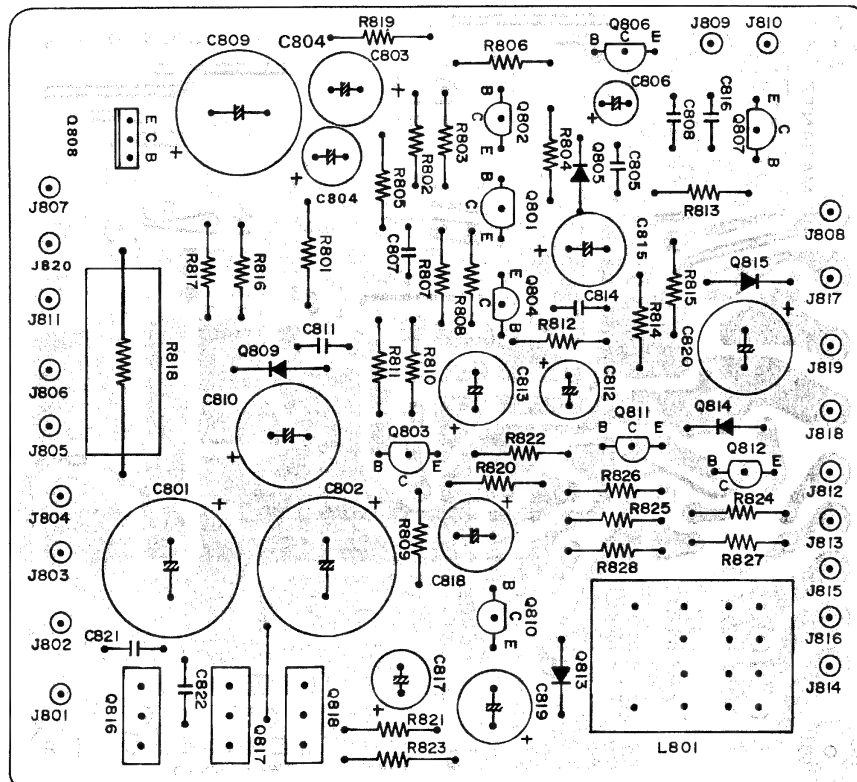 R819
Q806
J809 J810
C809 C804
C803
R806
B C E
C806
C808 C816
E
C
B
Q807
Q808
E
C
B
R802 R803
B
C
E
Q802
R804 Q805 C805
C804
R805
R813
J807
B
C
E
Q801
J808
J820
R817 R816 R801
C807
R807 R808
C815
R815
Q815
J817
J811
E
C
B
Q804
C814
R814
C820
R818
C811
R812
J819
Q809
R811 R810
J806
C810
C813
C812
Q814
J818
J805
Q803
B C E
R822
Q811
B C E
Q812
B C E
J812
C801 C802
R820
R826
R824
J804
R809
R825
J813
J803
C818
R828
R827
J815
B
C
E
Q810
J802
C821
J816
J814
J801
Q816
C822
Q817
Q818
C817
C819
Q813
R821
R823
L801